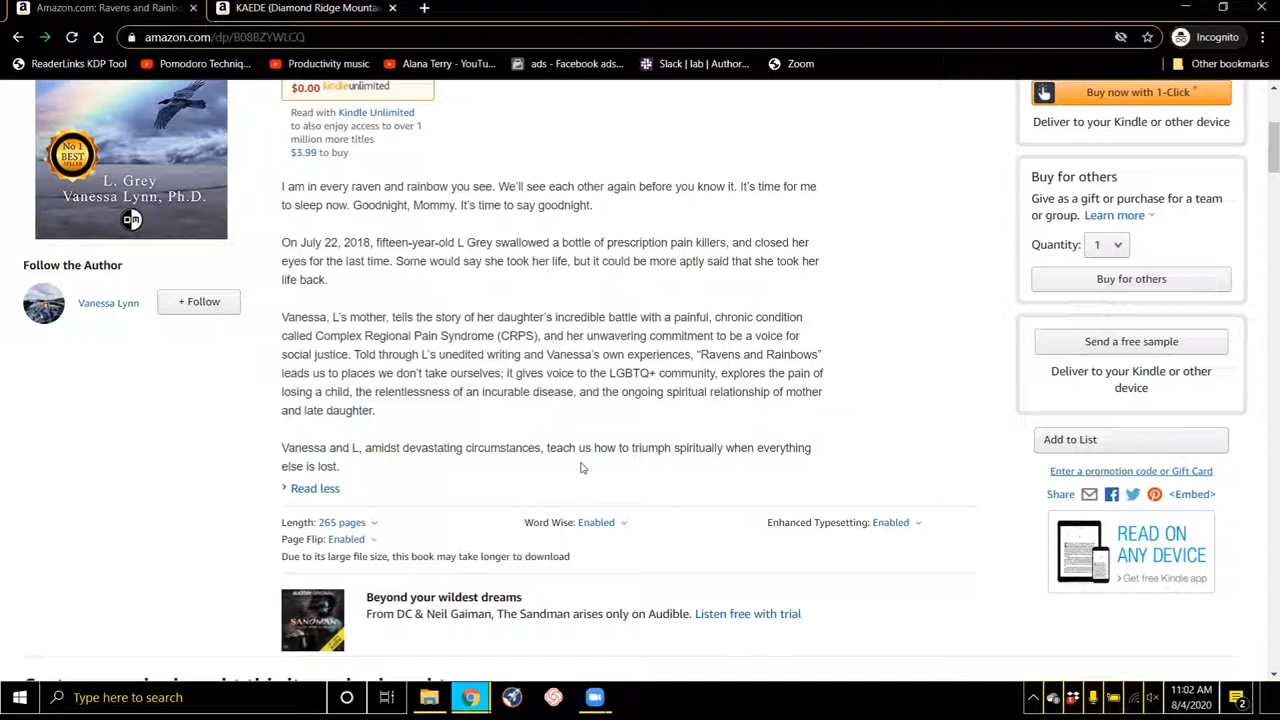 Amazon.com: Ravens and Rainbo
KAEDE (Diamond Ridge Mountai
amazon.com/dp/B08BZYWLCQ
Incognito
ReaderLinks KDP Tool
Pomodoro Techniq...
Productivity music
Alana Terry - YouTu...
ads - Facebook ads...
Slack | lab | Author...
Zoom
Other bookmarks
No 1
BEST
SELLER
L. Grey
Vanessa Lynn, Ph.D.
Follow the Author
Vanessa Lynn
+ Follow
$0.00 kindleunlimited
Read with Kindle Unlimited
to also enjoy access to over 1
million more titles
$3.99 to buy
I am in every raven and rainbow you see. We'll see each other again before you know it. It's time for me
to sleep now. Goodnight, Mommy. It's time to say goodnight.
On July 22, 2018, fifteen-year-old L Grey swallowed a bottle of prescription pain killers, and closed her
eyes for the last time. Some would say she took her life, but it could be more aptly said that she took her
life back.
Vanessa, L's mother, tells the story of her daughter's incredible battle with a painful, chronic condition
called Complex Regional Pain Syndrome (CRPS), and her unwavering commitment to be a voice for
social justice. Told through L's unedited writing and Vanessa's own experiences, “Ravens and Rainbows”
leads us to places we don't take ourselves; it gives voice to the LGBTQ+ community, explores the pain of
losing a child, the relentlessness of an incurable disease, and the ongoing spiritual relationship of mother
and late daughter.
Vanessa and L, amidst devastating circumstances, teach us how to triumph spiritually when everything
else is lost.
Read less
Length: 265 pages
Word Wise: Enabled
Enhanced Typesetting: Enabled
Page Flip: Enabled
Due to its large file size, this book may take longer to download
Beyond your wildest dreams
From DC & Neil Gaiman, The Sandman arises only on Audible. Listen free with trial
SANDMAN
Buy now with 1-Click ®
Deliver to your Kindle or other device
Buy for others
Give as a gift or purchase for a team
or group. Learn more
Quantity: 1
Buy for others
Send a free sample
Deliver to your Kindle or other
device
Add to List
Enter a promotion code or Gift Card
Share <Embed>
READ ON
ANY DEVICE
› Get free Kindle app
Type here to search
11:02 AM
8/4/2020
2